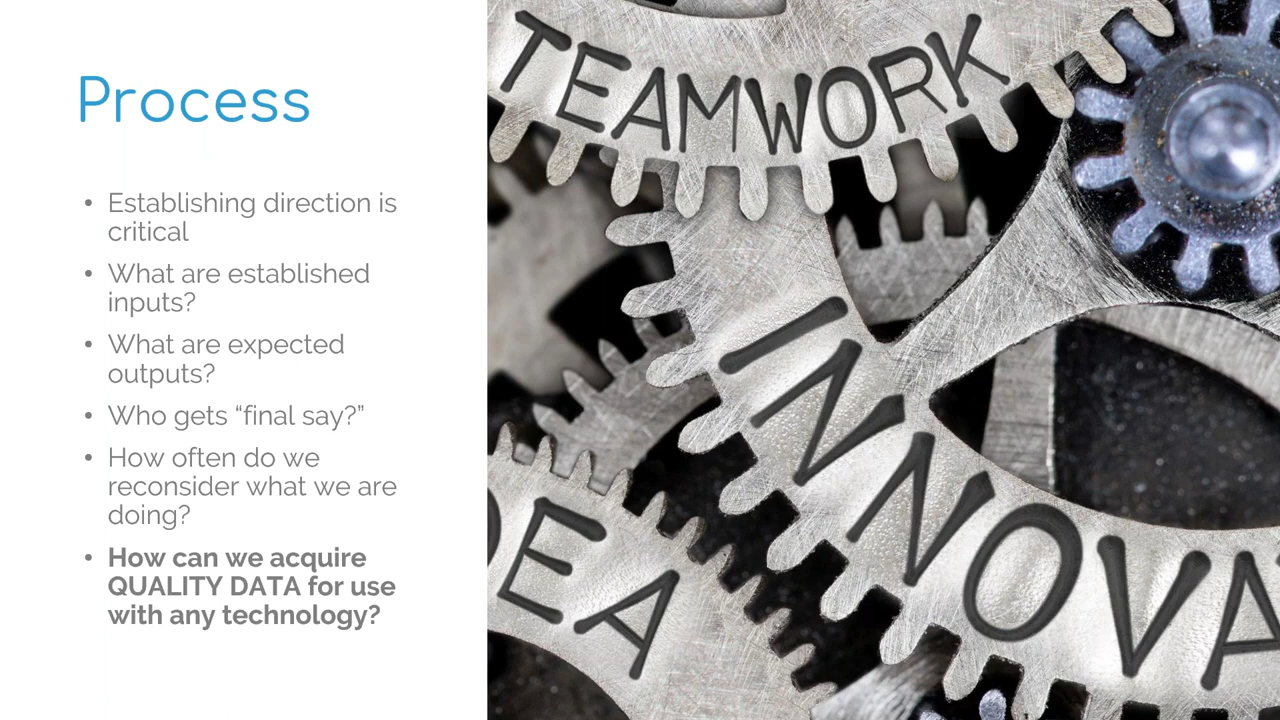 Process
• Establishing direction is
critical
• What are established
inputs?
• What are expected
outputs?
• Who gets “final say?”
• How often do we
reconsider what we are
doing?
• How can we acquire
QUALITY DATA for use
with any technology?
TEAMWORK
INNOVA
DEA